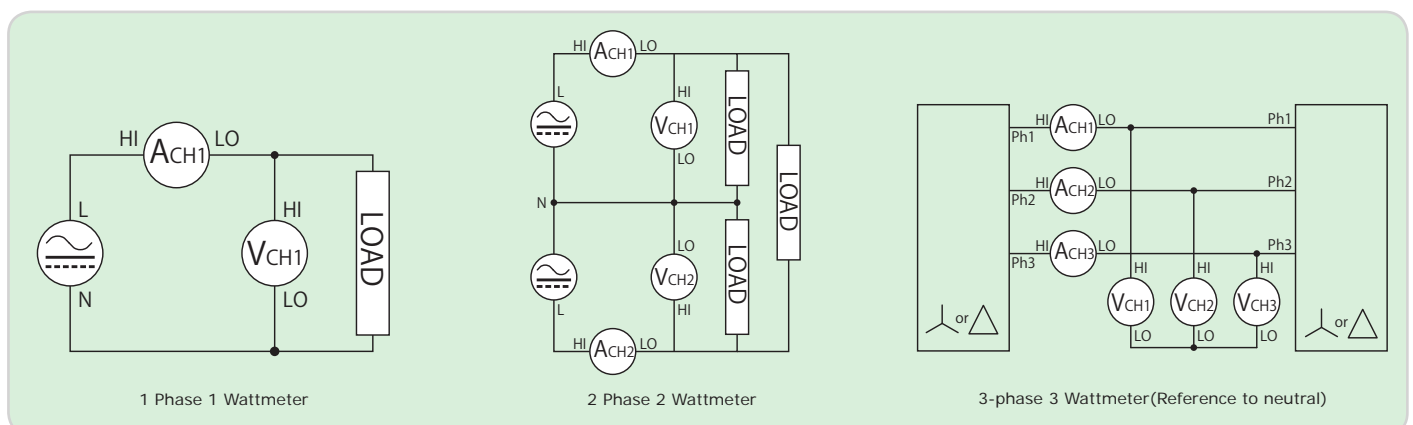 HI ACH1 LO
L
HI
VCH1
LOAD
N
LO
1 Phase 1 Wattmeter
HI ACH1 LO
L
HI
VCH1
LOAD
LO
LOAD
N
LO
VCH2
LOAD
L
HI
HI ACH2 LO
2 Phase 2 Wattmeter
HI ACH1 LO
Ph1
Ph1
HI ACH2 LO
Ph2
Ph2
HI ACH3 LO
Ph3
Ph3
HI HI HI
VCH1 VCH2 VCH3
or
or
LO LO LO
3-phase 3 Wattmeter(Reference to neutral)